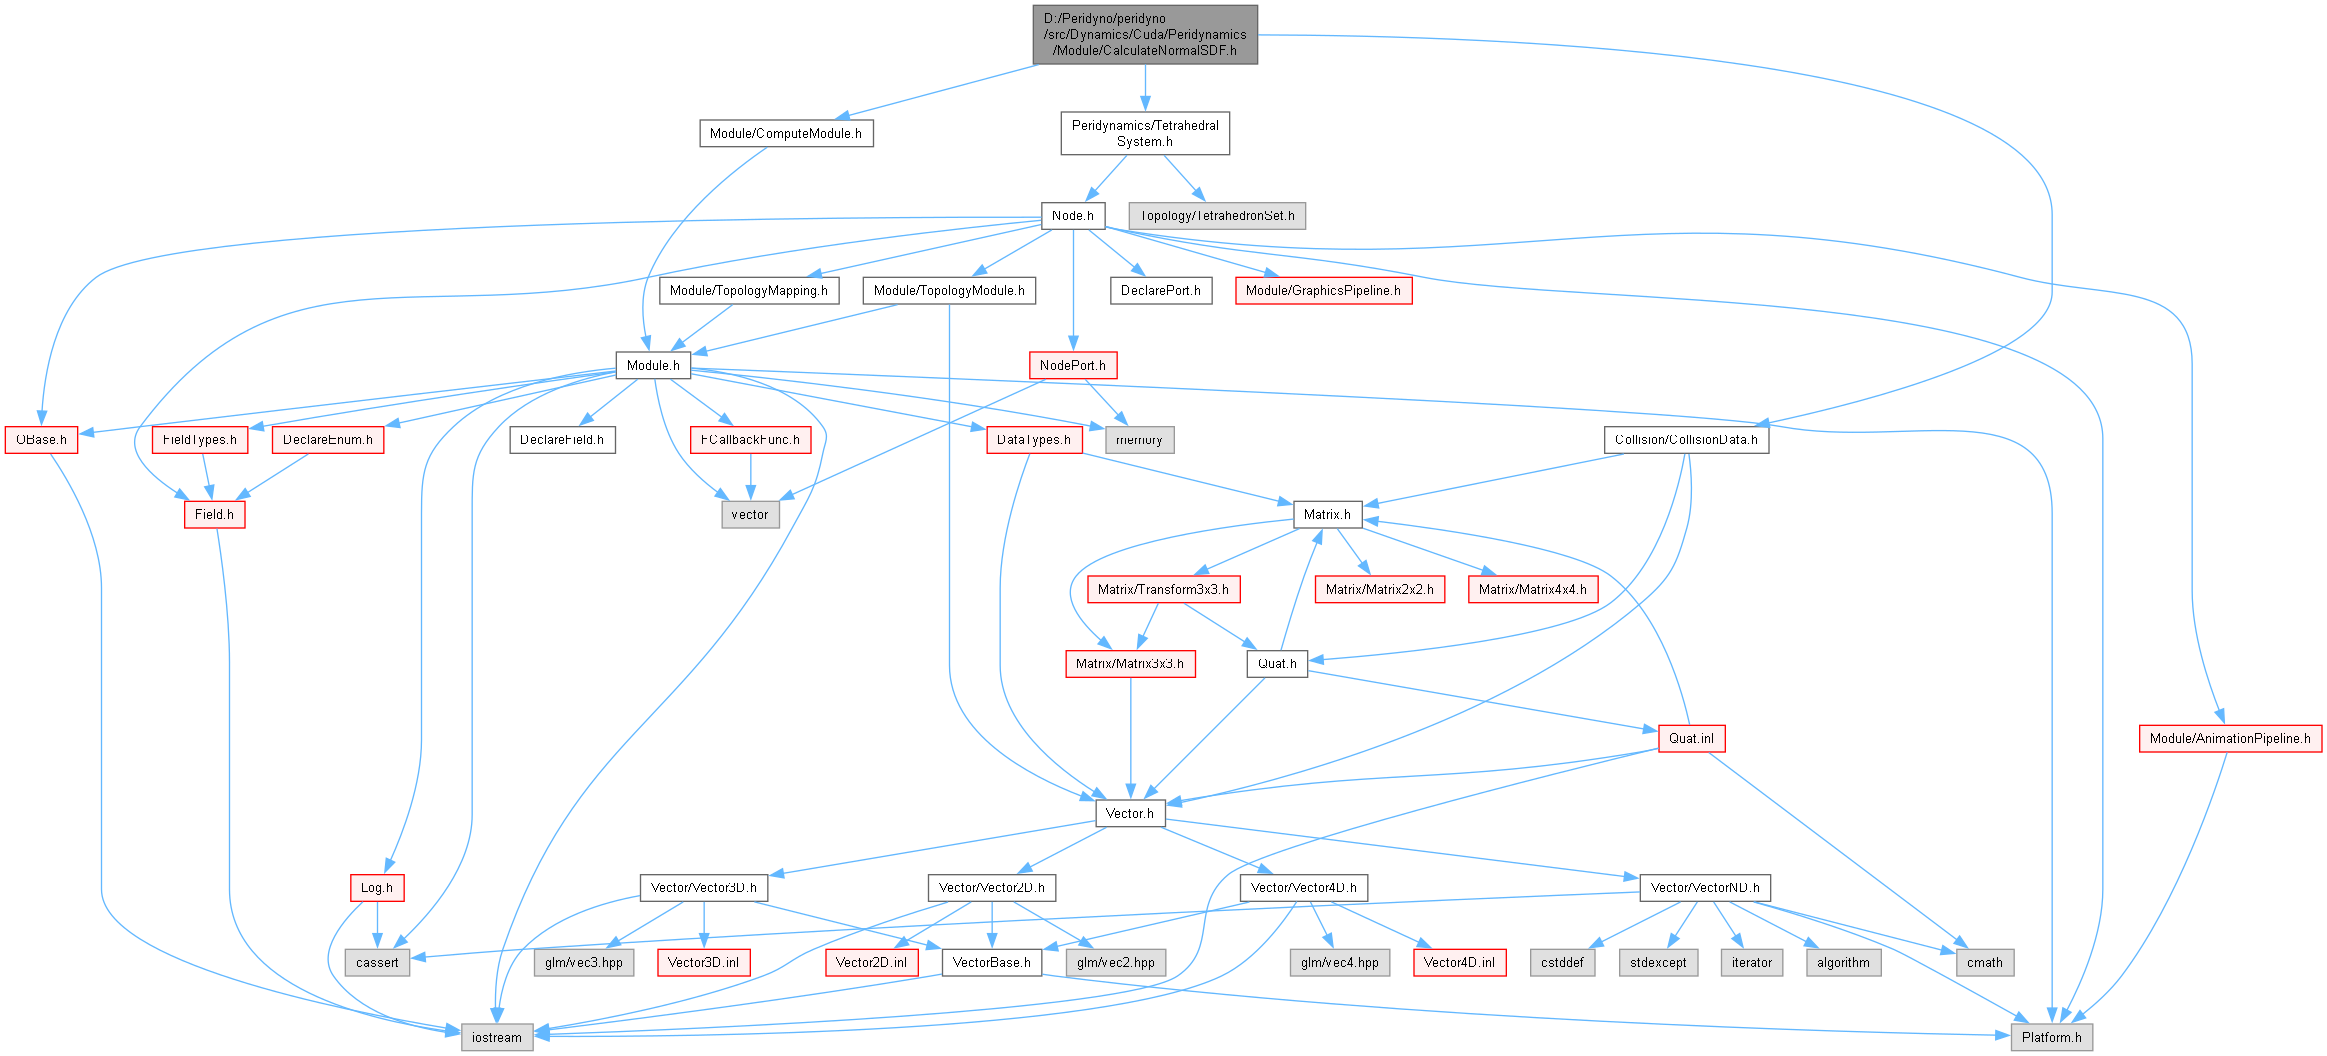 D:/Peridyno/peridyno
/src/Dynamics/Cuda/Peridynamics
/Module/CalculateNormalSDF.h
Module/ComputeModule.h
Peridynamics/Tetrahedral
System.h
Node.h
Topology/TetrahedronSet.h
Module/TopologyMapping.h
Module/TopologyModule.h
DeclarePort.h
Module/GraphicsPipeline.h
Module.h
NodePort.h
OBase.h
FieldTypes.h
DeclareEnum.h
DeclareField.h
FCallbackFunc.h
DataTypes.h
memory
Collision/CollisionData.h
Field.h
vector
Matrix.h
Matrix/Transform3x3.h
Matrix/Matrix2x2.h
Matrix/Matrix4x4.h
Matrix/Matrix3x3.h
Quat.h
Quat.inl
Module/AnimationPipeline.h
Vector.h
Log.h
Vector/Vector3D.h
Vector/Vector2D.h
Vector/Vector4D.h
Vector/VectorND.h
cassert
glm/vec3.hpp
Vector3D.inl
Vector2D.inl
VectorBase.h
glm/vec2.hpp
glm/vec4.hpp
Vector4D.inl
cstddef
stdexcept
iterator
algorithm
cmath
iostream
Platform.h